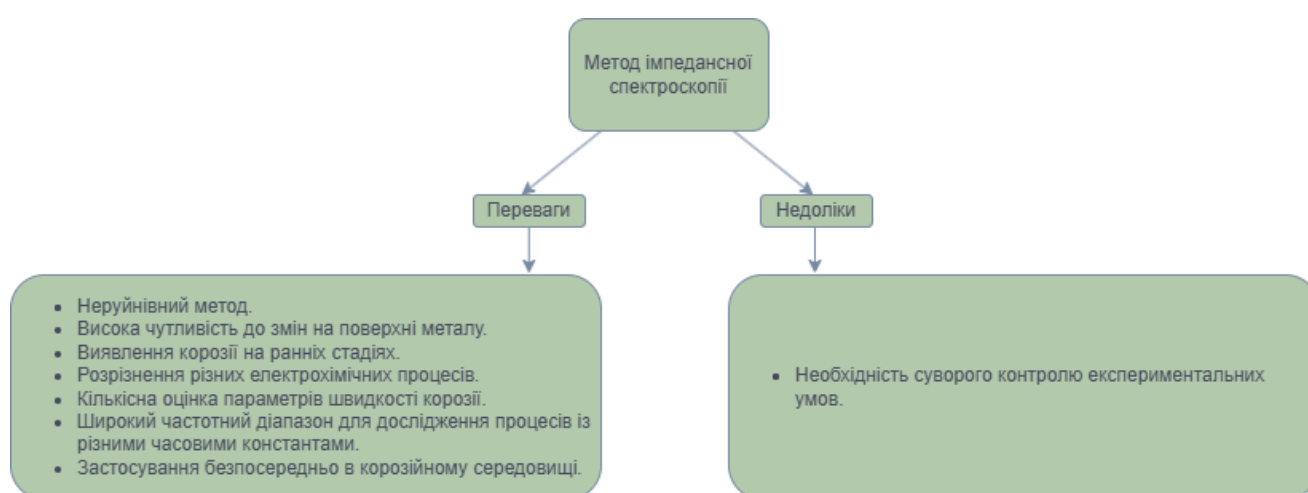 Метод імпедансної
спектроскопії
Переваги
Недоліки
• Неруйнівний метод.
• Висока чутливість до змін на поверхні металу.
• Виявлення корозії на ранніх стадіях.
• Розрізнення різних електрохімічних процесів.
• Кількісна оцінка параметрів швидкості корозії.
• Широкий частотний діапазон для дослідження процесів із
різними часовими константами.
• Застосування безпосередньо в корозійному середовищі.
• Необхідність суворого контролю експериментальних
умов.